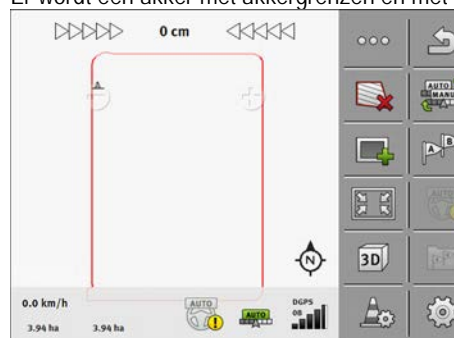 Er wordt een akker met akkergrenzen en met
0 cm
AUTO
MANU
A B
3D
N
0.0 km/h
AUTO
AUTO
DGPS
08
3.94 ha 3.94 ha